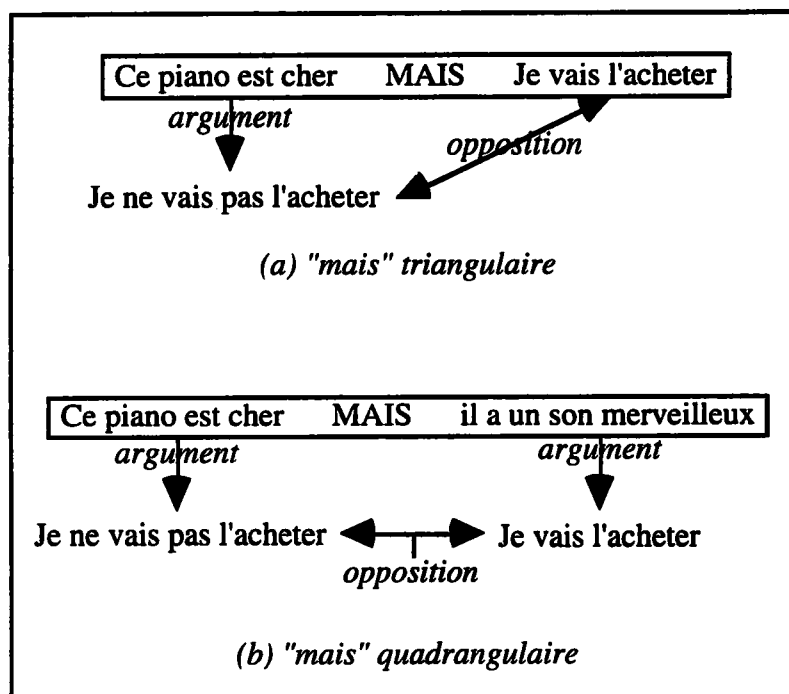 Ce piano est cher MAIS Je vais l'acheter
argument
opposition
Je ne vais pas l'acheter
(a) "mais" triangulaire
Ce piano est cher MAIS il a un son merveilleux
argument argument
Je ne vais pas l'acheter Je vais l'acheter
opposition
(b) "mais" quadrangulaire